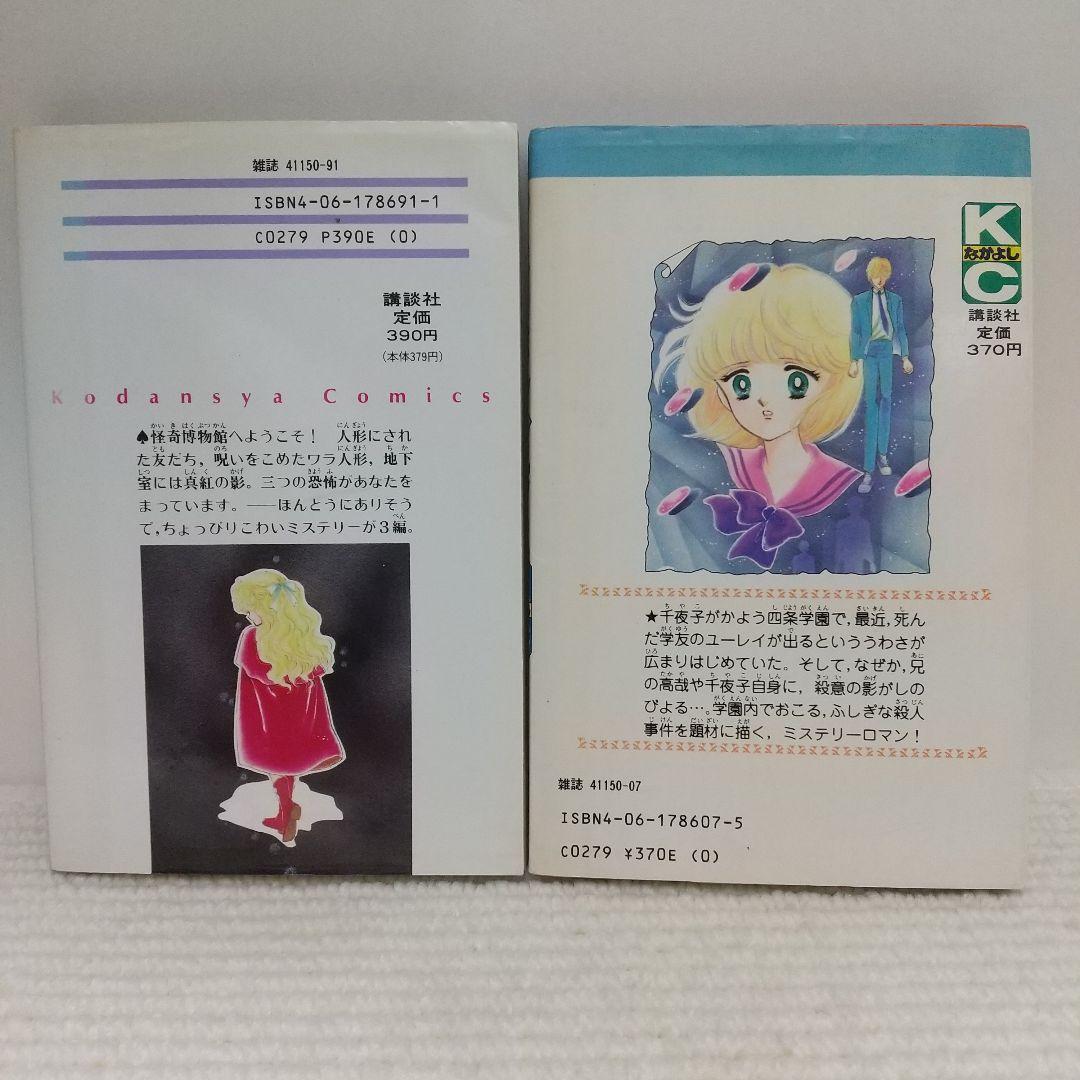 雑誌 41150-91
ISBN4-06-178691-1
C0279 P390E (0)
講談社
定価
390円
(本体379円)
Kodansya Comics
♠怪奇博物館へようこそ! 人形にされ
た友だち, 呪いをこめたワラ人形, 地下
室には真紅の影。三つの恐怖があなたを
まっています。——ほんとうにありそう
で, ちょっぴりこわいミステリーが3編。
KC
なかよし
講談社
定価
370円
★千夜子がかよう四条学園で, 最近, 死ん
だ学友のユーレイが出るといううわさが
広まりはじめていた。そして, なぜか, 兄
の高哉や千夜子自身に, 殺意の影がしの
びよる…。学園内でおこる, ふしぎな殺人
事件を題材に描く, ミステリーロマン!
雑誌 41150-07
ISBN4-06-178607-5
C0279 ¥370E (0)